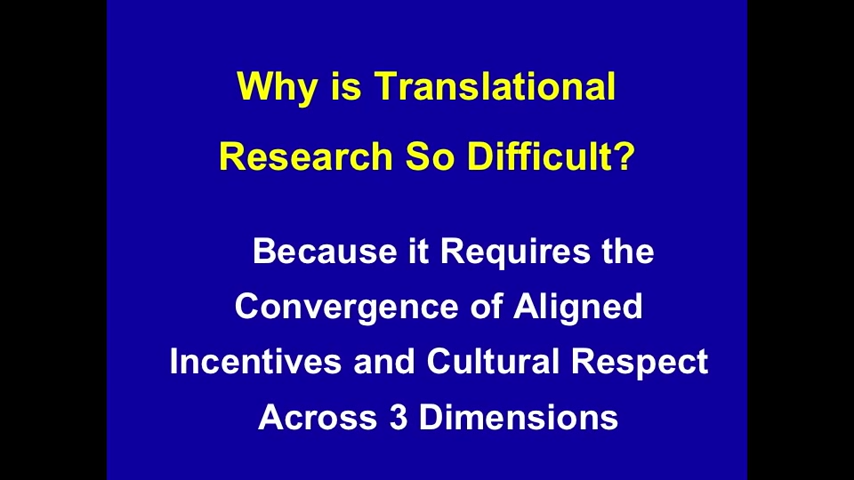 Why is Translational
Research So Difficult?
Because it Requires the
Convergence of Aligned
Incentives and Cultural Respect
Across 3 Dimensions